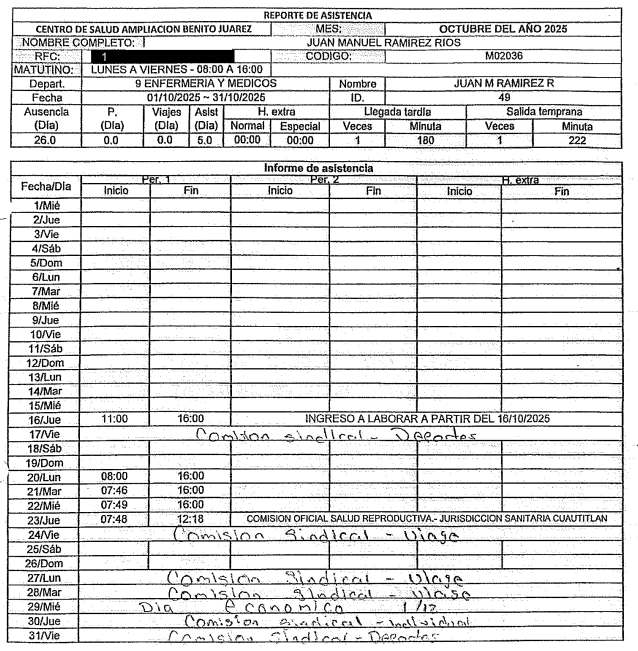 REPORTE DE ASISTENCIA
CENTRO DE SALUD AMPLIACION BENITO JUAREZ MES: OCTUBRE DEL AÑO 2025
NOMBRE COMPLETO: JUAN MANUEL RAMIREZ RIOS
RFC: 1 CODIGO: M02036
MATUTINO: LUNES A VIERNES - 08:00 A 16:00
Depart. 9 ENFERMERIA Y MEDICOS Nombre JUAN M RAMIREZ R
Fecha 01/10/2025 ~ 31/10/2025 ID. 49
Ausencia P. Viajes Asist H. extra Llegada tardía Salida temprana
(Día) (Día) (Día) (Día) Normal Especial Veces Minuta Veces Minuta
26.0 0.0 0.0 5.0 00:00 00:00 1 180 1 222
Informe de asistencia
Fecha/Día Per. 1 Per. 2 H. extra
Inicio Fin Inicio Fin Inicio Fin
1/Mié
2/Jue
3/Vie
4/Sáb
5/Dom
6/Lun
7/Mar
8/Mié
9/Jue
10/Vie
11/Sáb
12/Dom
13/Lun
14/Mar
15/Mié
16/Jue 11:00 16:00 INGRESO A LABORAR A PARTIR DEL 16/10/2025
17/Vie Comision sindical - Deportes
18/Sáb
19/Dom
20/Lun 08:00 16:00
21/Mar 07:46 16:00
22/Mié 07:49 16:00
23/Jue 07:48 12:18 COMISION OFICIAL SALUD REPRODUCTIVA.- JURISDICCION SANITARIA CUAUTITLAN
24/Vie Comision Sindical - Viaje
25/Sáb
26/Dom
27/Lun Comision Sindical - Viaje
28/Mar Comision Sindical - Viaje
29/Mié Dia economico 1/12
30/Jue Comision sindical - Individual
31/Vie Comision Sindical - Deportes